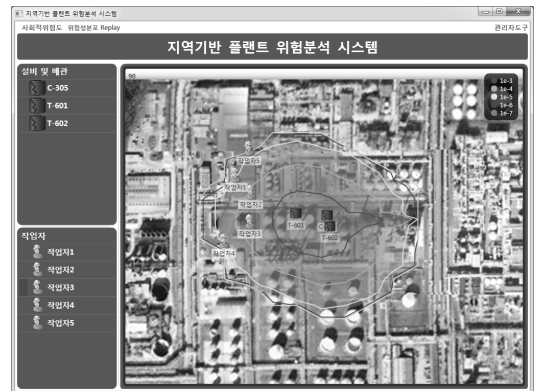 지역기반 플랜트 위험분석 시스템
사회적위험도 위험성분포 Replay
관리자도구
지역기반 플랜트 위험분석 시스템
설비 및 배관
C-305
T-601
T-602
작업자
작업자1
작업자2
작업자3
작업자4
작업자5
90
1e-3
1e-4
1e-5
1e-6
1e-7
작업자5
작업자1
작업자2
작업자3
작업자4
T-601
T-602